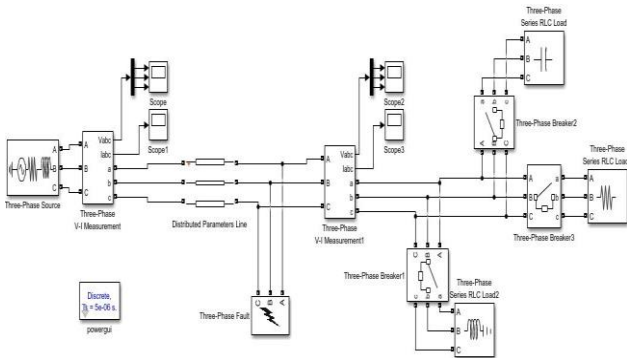 Three-Phase
Series RLC Load
A
B
C
Three-Phase Breaker2
a
b
c
A
B
C
Scope
Scope1
Scope2
Scope3
Vabc
Iabc
A
B
C
a
b
c
Three-Phase Source
A
B
C
Three-Phase
V-I Measurement
Distributed Parameters Line
Vabc
Iabc
A
B
C
a
b
c
Three-Phase
V-I Measurement1
Three-Phase
Series RLC Load
A
B
C
a
b
c
Three-Phase Breaker3
A
B
C
Three-Phase Breaker1
A
B
C
a
b
c
Three-Phase
Series RLC Load2
A
B
C
Three-Phase Fault
A
B
C
Discrete,
Ts = 5e-06 s.
powergui